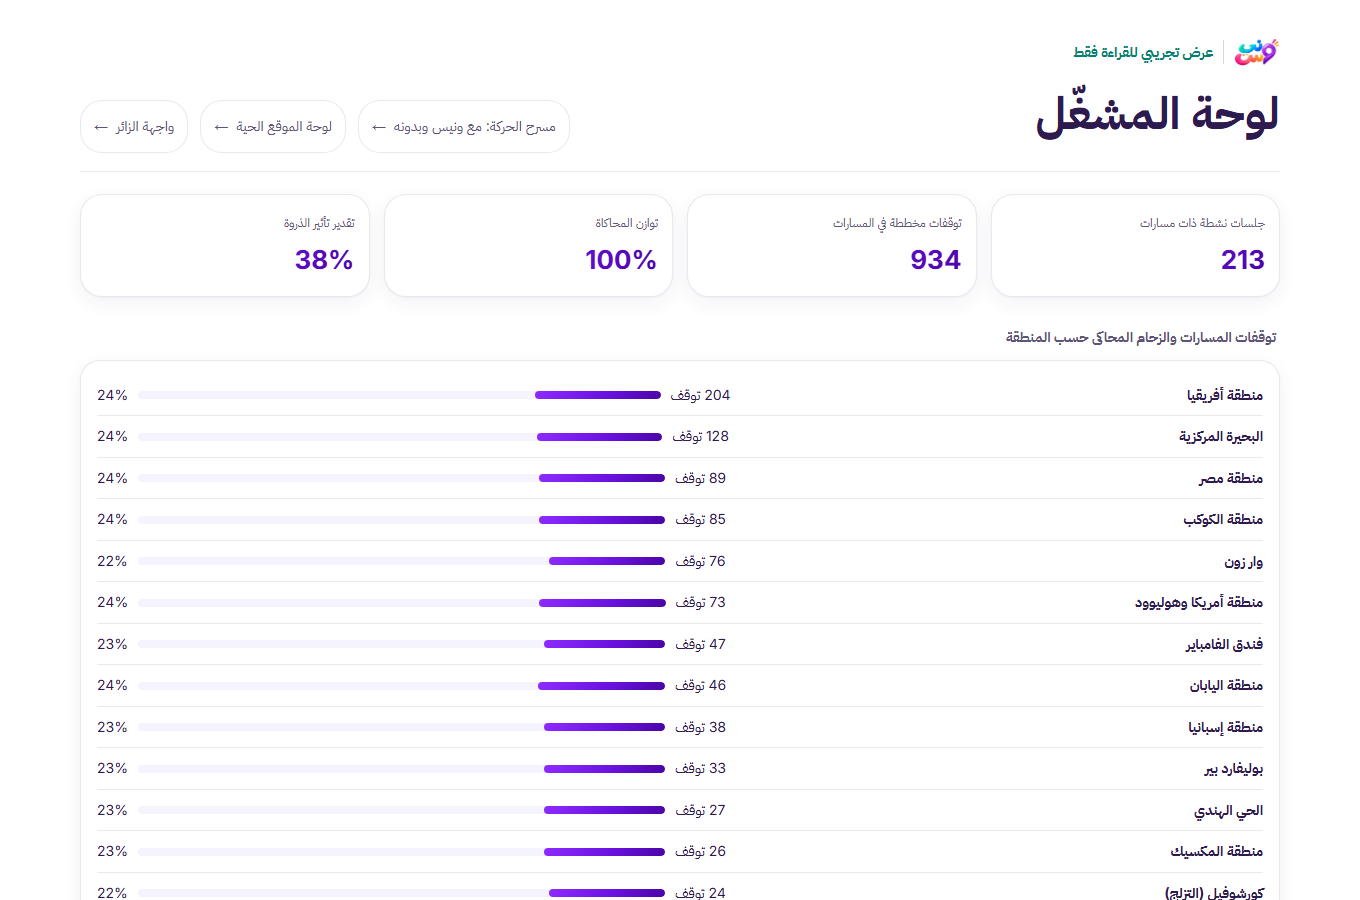 ونيس
عرض تجريبي للقراءة فقط
لوحة المشغّل
مسرح الحركة: مع ونيس وبدونه ←
لوحة الموقع الحية ←
واجهة الزائر ←
جلسات نشطة ذات مسارات
213
توقفات مخططة في المسارات
934
توازن المحاكاة
100%
تقدير تأثير الذروة
38%
توقفات المسارات والزحام المحاكى حسب المنطقة
منطقة أفريقيا 204 توقف 24%
البحيرة المركزية 128 توقف 24%
منطقة مصر 89 توقف 24%
منطقة الكوكب 85 توقف 24%
وار زون 76 توقف 22%
منطقة أمريكا وهوليوود 73 توقف 24%
فندق الفامباير 47 توقف 23%
منطقة اليابان 46 توقف 24%
منطقة إسبانيا 38 توقف 23%
بوليفارد بير 33 توقف 23%
الحي الهندي 27 توقف 23%
منطقة المكسيك 26 توقف 23%
كورشوفيل (التزلج) 24 توقف 22%